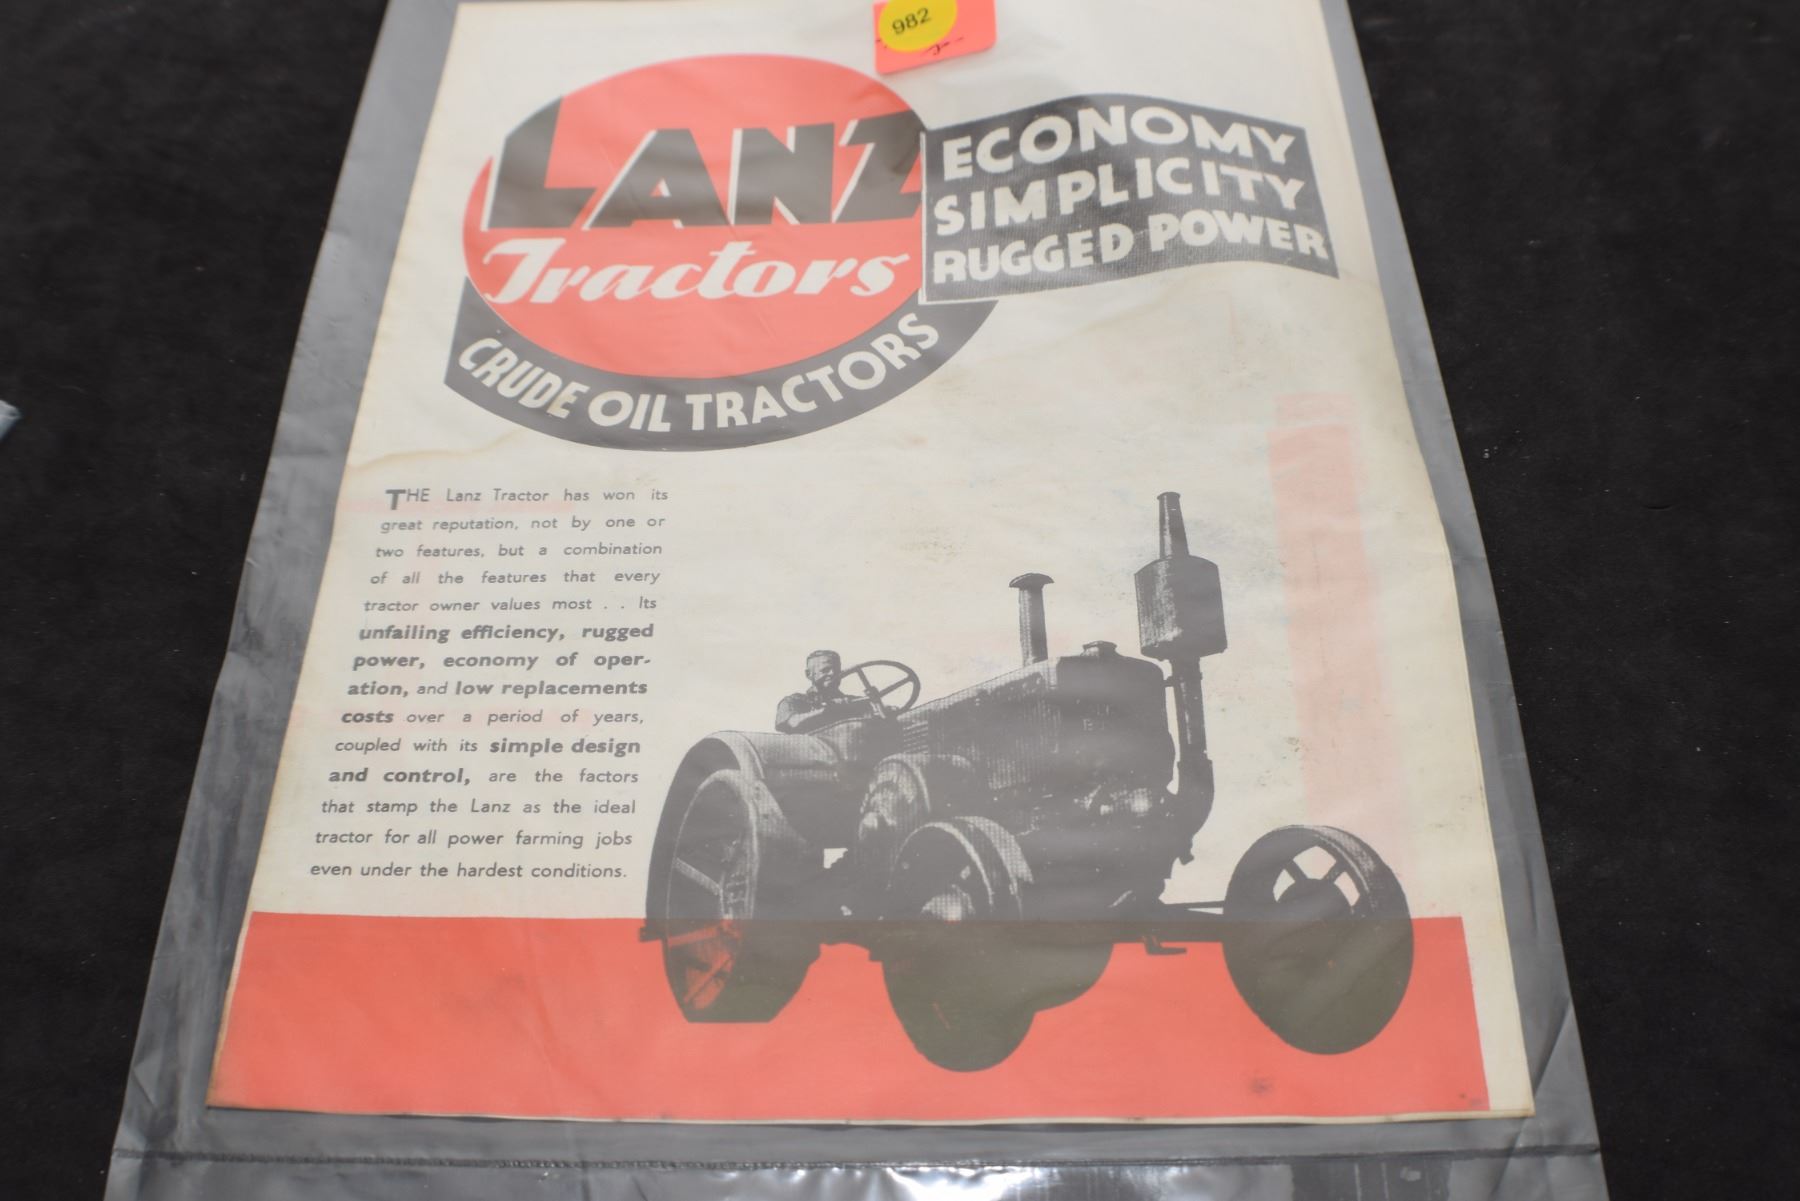 982
LANZ
Tractors
CRUDE OIL TRACTORS
ECONOMY
SIMPLICITY
RUGGED POWER
THE Lanz Tractor has won its
great reputation, not by one or
two features, but a combination
of all the features that every
tractor owner values most . . Its
unfailing efficiency, rugged
power, economy of oper-
ation, and low replacements
costs over a period of years,
coupled with its simple design
and control, are the factors
that stamp the Lanz as the ideal
tractor for all power farming jobs
even under the hardest conditions.